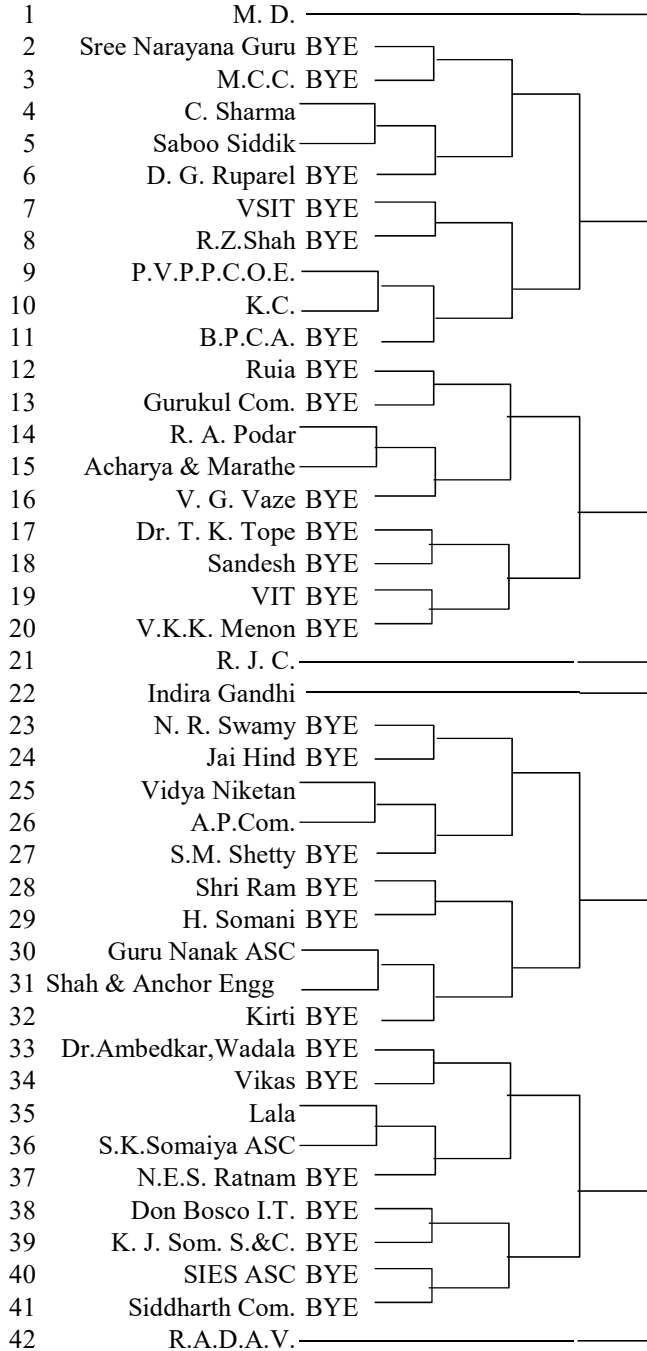 1 M. D.
2 Sree Narayana Guru BYE
3 M.C.C. BYE
4 C. Sharma
5 Saboo Siddik
6 D. G. Ruparel BYE
7 VSIT BYE
8 R.Z.Shah BYE
9 P.V.P.P.C.O.E.
10 K.C.
11 B.P.C.A. BYE
12 Ruia BYE
13 Gurukul Com. BYE
14 R. A. Podar
15 Acharya & Marathe
16 V. G. Vaze BYE
17 Dr. T. K. Tope BYE
18 Sandesh BYE
19 VIT BYE
20 V.K.K. Menon BYE
21 R. J. C.
22 Indira Gandhi
23 N. R. Swamy BYE
24 Jai Hind BYE
25 Vidya Niketan
26 A.P.Com.
27 S.M. Shetty BYE
28 Shri Ram BYE
29 H. Somani BYE
30 Guru Nanak ASC
31 Shah & Anchor Engg
32 Kirti BYE
33 Dr.Ambedkar,Wadala BYE
34 Vikas BYE
35 Lala
36 S.K.Somaiya ASC
37 N.E.S. Ratnam BYE
38 Don Bosco I.T. BYE
39 K. J. Som. S.&C. BYE
40 SIES ASC BYE
41 Siddharth Com. BYE
42 R.A.D.A.V.